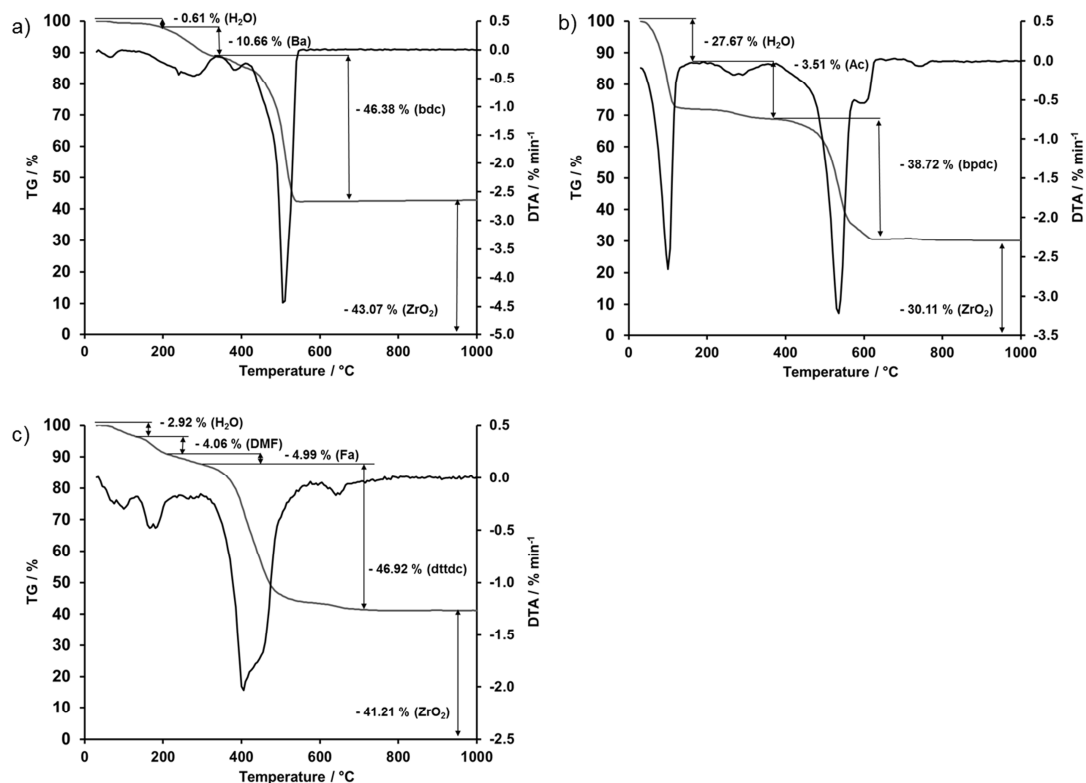 a)
- 0.61 % (H₂O)
- 10.66 % (Ba)
- 46.38 % (bdc)
- 43.07 % (ZrO₂)
TG / %
100
90
80
70
60
50
40
30
20
10
0
DTA / % min⁻¹
0.5
0.0
-0.5
-1.0
-1.5
-2.0
-2.5
-3.0
-3.5
-4.0
-4.5
-5.0
0 200 400 600 800 1000
Temperature / °C
b)
- 27.67 % (H₂O)
- 3.51 % (Ac)
- 38.72 % (bpdc)
- 30.11 % (ZrO₂)
TG / %
100
90
80
70
60
50
40
30
20
10
0
DTA / % min⁻¹
0.5
0.0
-0.5
-1.0
-1.5
-2.0
-2.5
-3.0
-3.5
0 200 400 600 800 1000
Temperature / °C
c)
- 2.92 % (H₂O)
- 4.06 % (DMF)
- 4.99 % (Fa)
- 46.92 % (dttdc)
- 41.21 % (ZrO₂)
TG / %
100
90
80
70
60
50
40
30
20
10
0
DTA / % min⁻¹
0.5
0.0
-0.5
-1.0
-1.5
-2.0
-2.5
0 200 400 600 800 1000
Temperature / °C